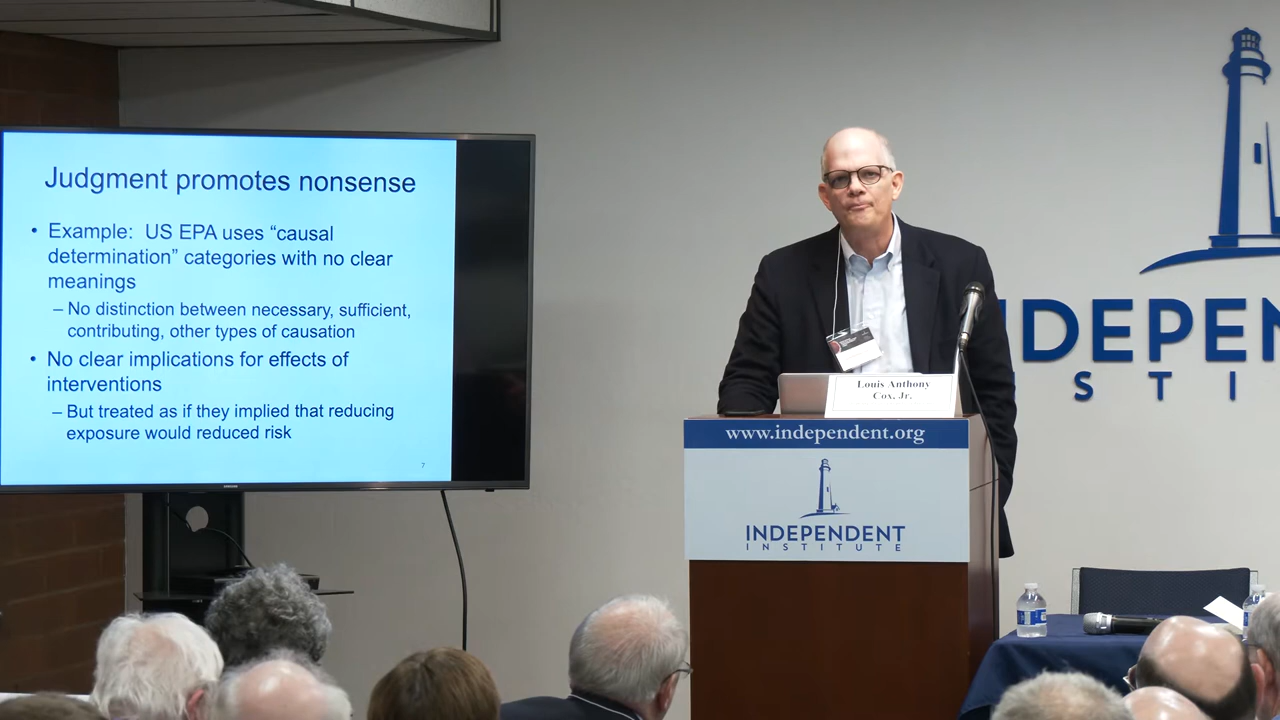 Judgment promotes nonsense
• Example: US EPA uses “causal
determination” categories with no clear
meanings
– No distinction between necessary, sufficient,
contributing, other types of causation
• No clear implications for effects of
interventions
– But treated as if they implied that reducing
exposure would reduced risk
7
SAMSUNG
Louis Anthony
Cox, Jr.
www.independent.org
INDEPENDENT
INSTITUTE
INDEPEN
STI